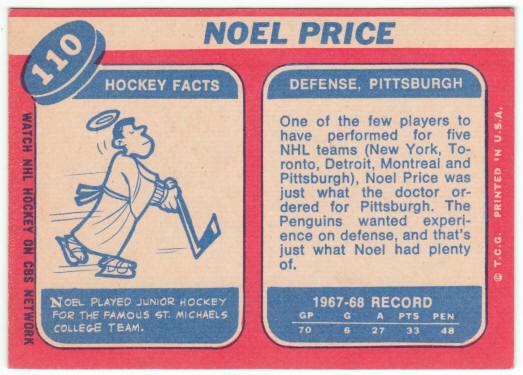 110
NOEL PRICE
HOCKEY FACTS
NOEL PLAYED JUNIOR HOCKEY
FOR THE FAMOUS ST. MICHAELS
COLLEGE TEAM.
DEFENSE, PITTSBURGH
One of the few players to
have performed for five
NHL teams (New York, To-
ronto, Detroit, Montreal and
Pittsburgh), Noel Price was
just what the doctor or-
dered for Pittsburgh. The
Penguins wanted experi-
ence on defense, and that's
just what Noel had plenty
of.
1967-68 RECORD
GP G A PTS PEN
70 6 27 33 48
WATCH NHL HOCKEY ON CBS NETWORK
© T.C.G. PRINTED IN U.S.A.